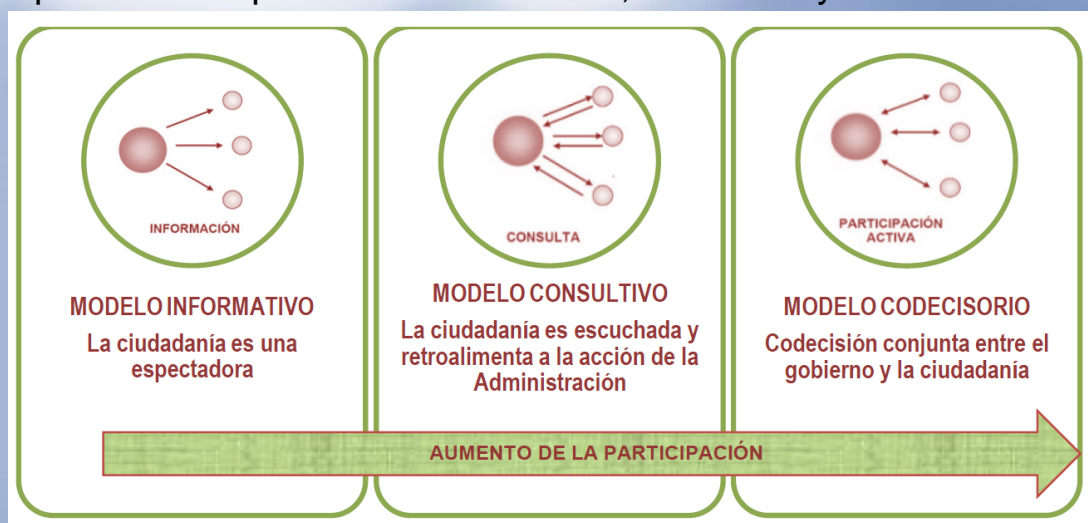 INFORMACIÓN
MODELO INFORMATIVO
La ciudadanía es una
espectadora
CONSULTA
MODELO CONSULTIVO
La ciudadanía es escuchada y
retroalimenta a la acción de la
Administración
PARTICIPACIÓN
ACTIVA
MODELO CODECISORIO
Codecisión conjunta entre el
gobierno y la ciudadanía
AUMENTO DE LA PARTICIPACIÓN